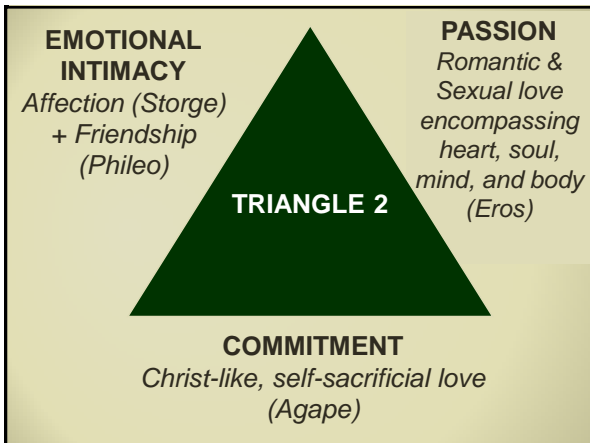 EMOTIONAL
INTIMACY
Affection (Storge)
+ Friendship
(Phileo)
PASSION
Romantic &
Sexual love
encompassing
heart, soul,
mind, and body
(Eros)
TRIANGLE 2
COMMITMENT
Christ-like, self-sacrificial love
(Agape)